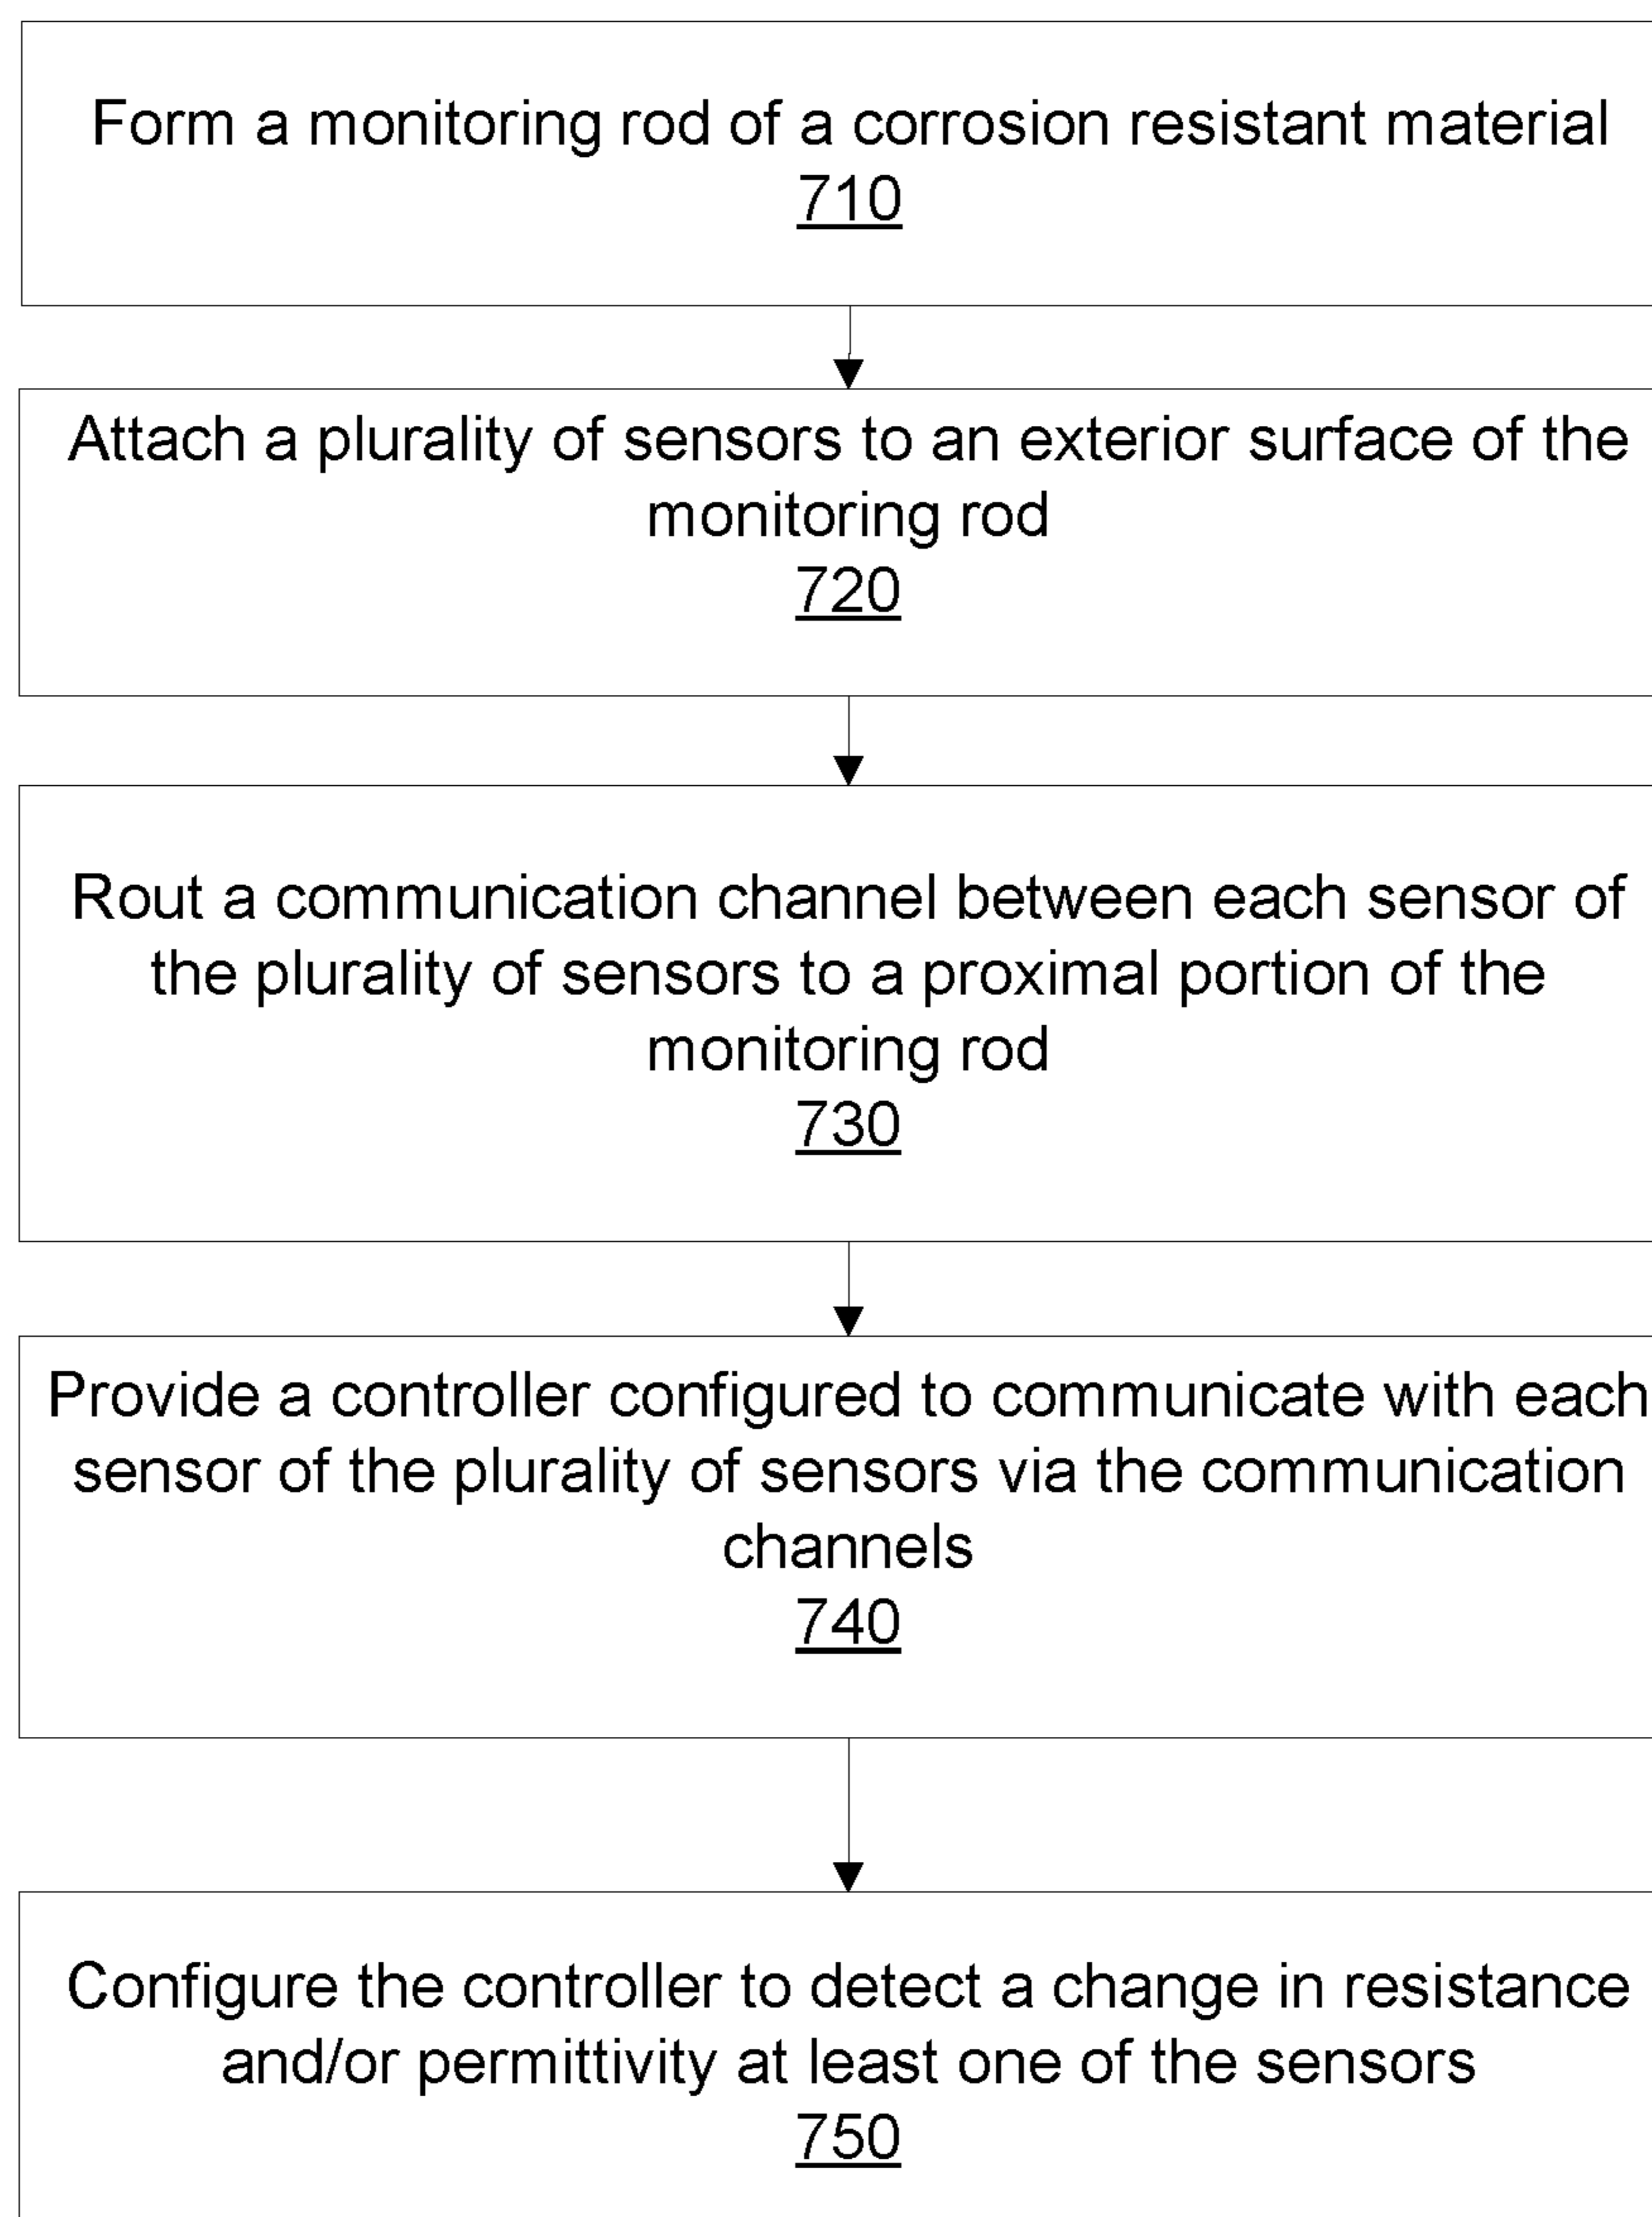 Form a monitoring rod of a corrosion resistant material
710
Attach a plurality of sensors to an exterior surface of the
monitoring rod
720
Rout a communication channel between each sensor of
the plurality of sensors to a proximal portion of the
monitoring rod
730
Provide a controller configured to communicate with each
sensor of the plurality of sensors via the communication
channels
740
Configure the controller to detect a change in resistance
and/or permittivity at least one of the sensors
750